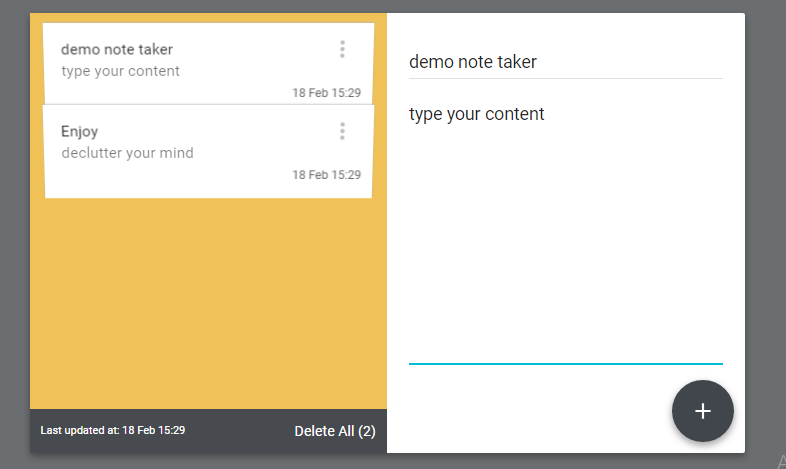 demo note taker
type your content
18 Feb 15:29
Enjoy
declutter your mind
18 Feb 15:29
Last updated at: 18 Feb 15:29
Delete All (2)
demo note taker
type your content
+